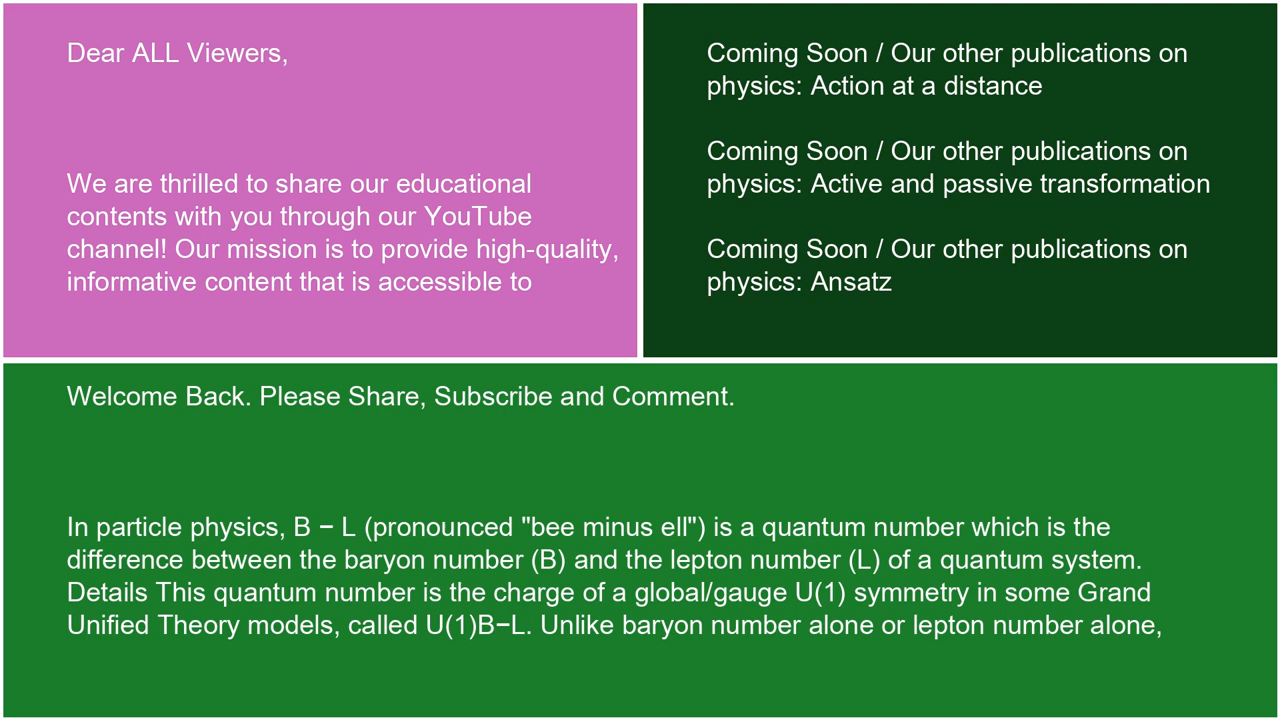 Dear ALL Viewers,
We are thrilled to share our educational
contents with you through our YouTube
channel! Our mission is to provide high-quality,
informative content that is accessible to
Coming Soon / Our other publications on
physics: Action at a distance
Coming Soon / Our other publications on
physics: Active and passive transformation
Coming Soon / Our other publications on
physics: Ansatz
Welcome Back. Please Share, Subscribe and Comment.
In particle physics, B − L (pronounced "bee minus ell") is a quantum number which is the
difference between the baryon number (B) and the lepton number (L) of a quantum system.
Details This quantum number is the charge of a global/gauge U(1) symmetry in some Grand
Unified Theory models, called U(1)B−L. Unlike baryon number alone or lepton number alone,